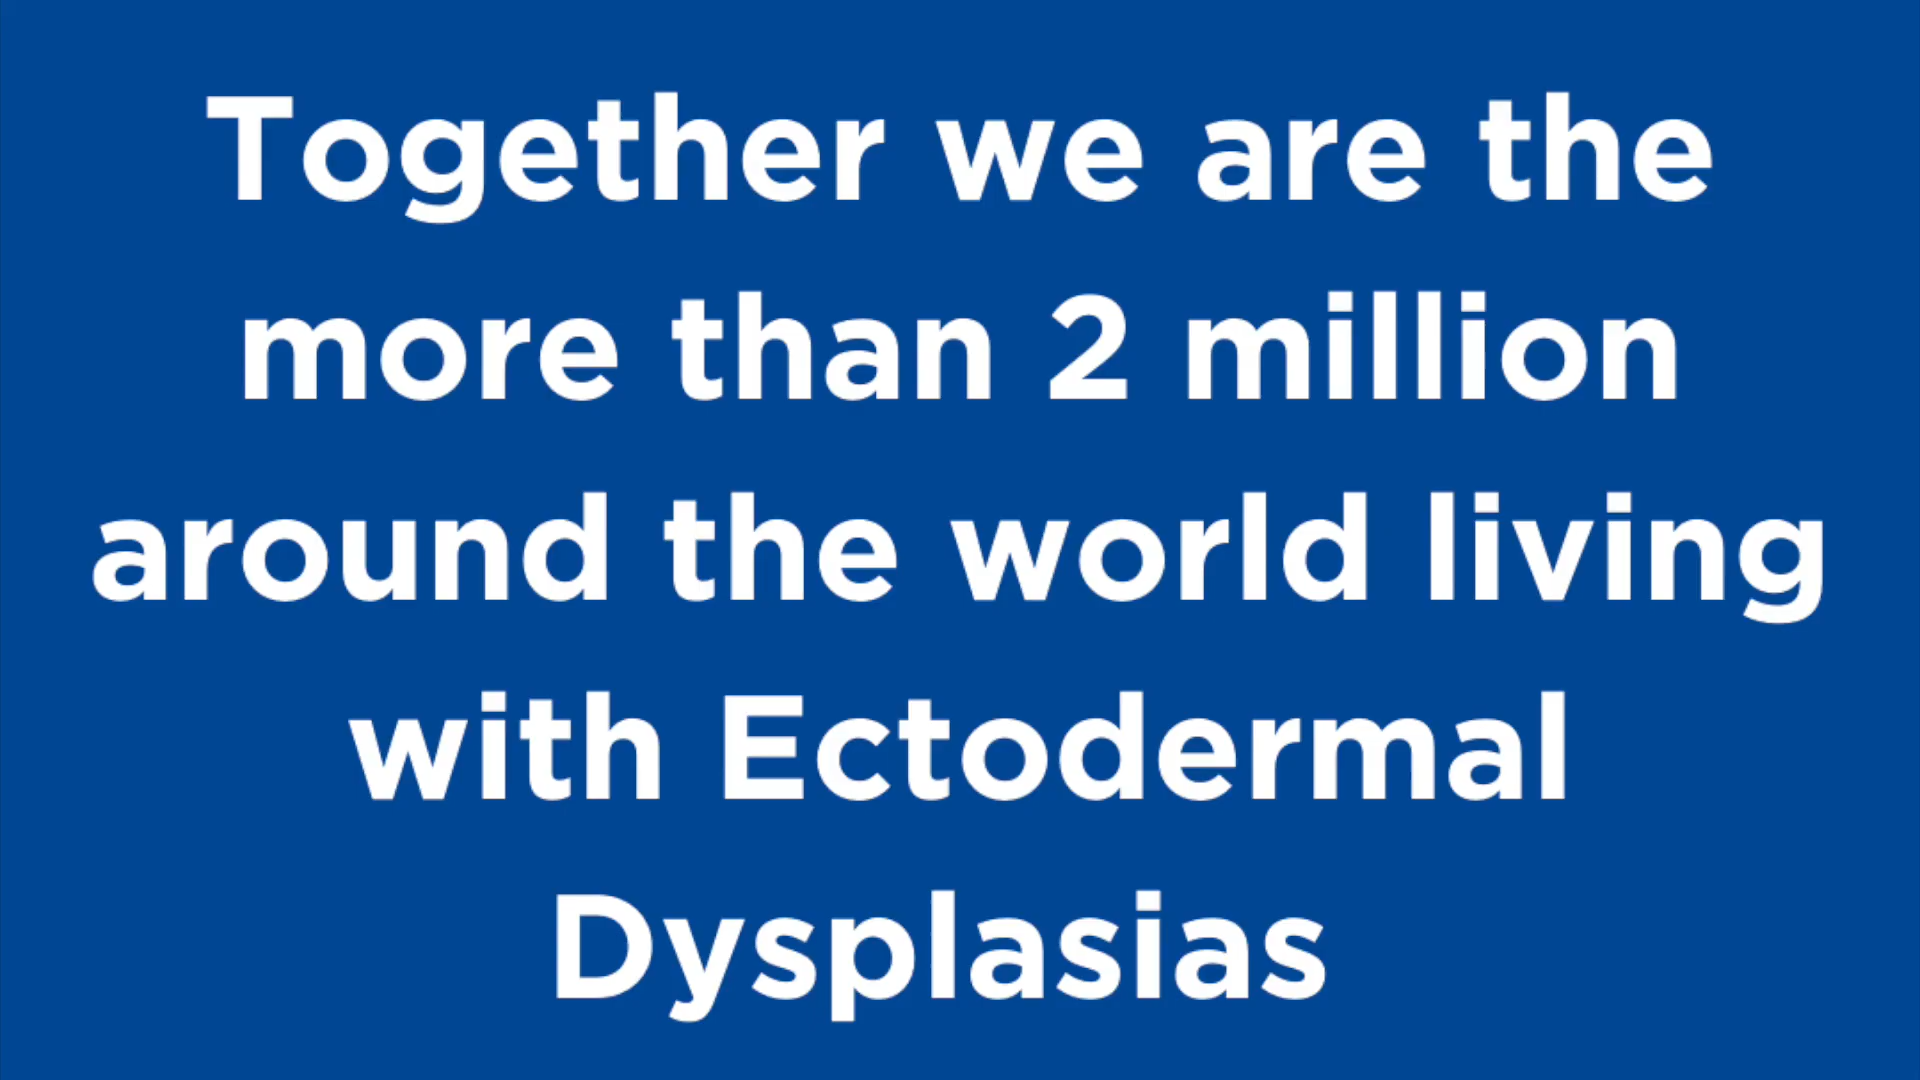 Together we are the
more than 2 million
around the world living
with Ectodermal
Dysplasias